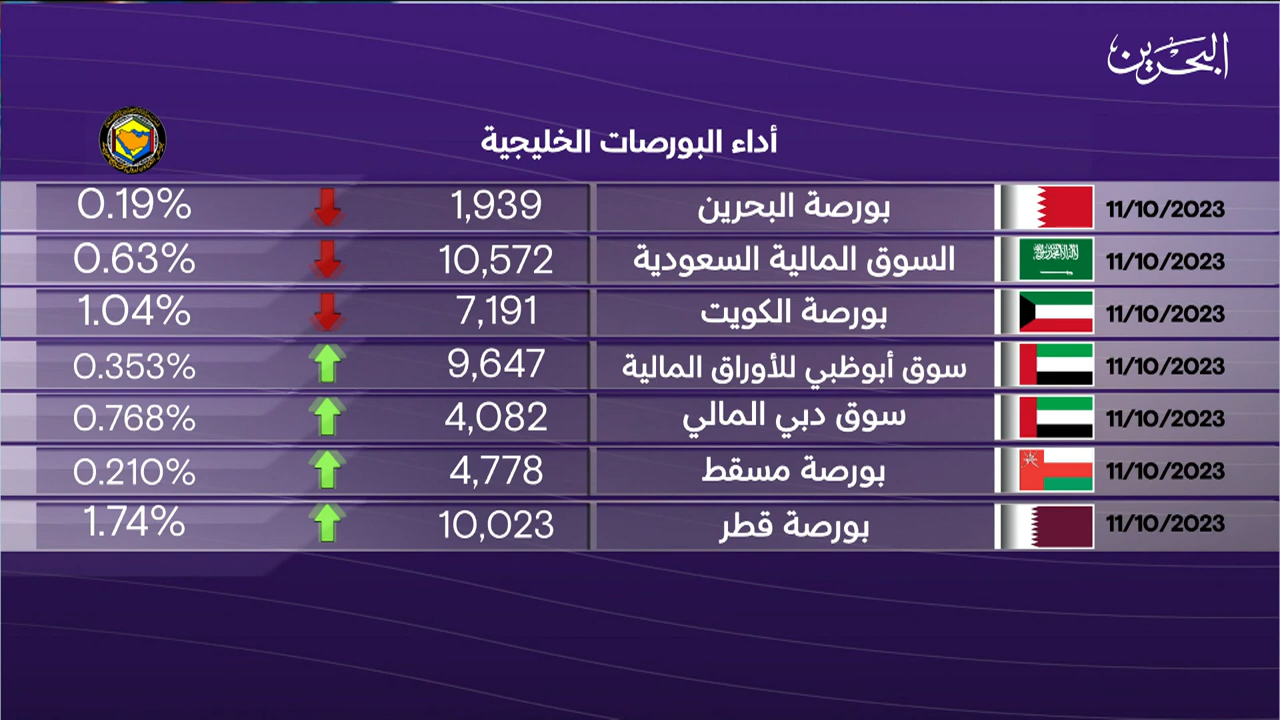 البحرين
أداء البورصات الخليجية
11/10/2023 بورصة البحرين 1,939 0.19%
11/10/2023 السوق المالية السعودية 10,572 0.63%
11/10/2023 بورصة الكويت 7,191 1.04%
11/10/2023 سوق أبوظبي للأوراق المالية 9,647 0.353%
11/10/2023 سوق دبي المالي 4,082 0.768%
11/10/2023 بورصة مسقط 4,778 0.210%
11/10/2023 بورصة قطر 10,023 1.74%